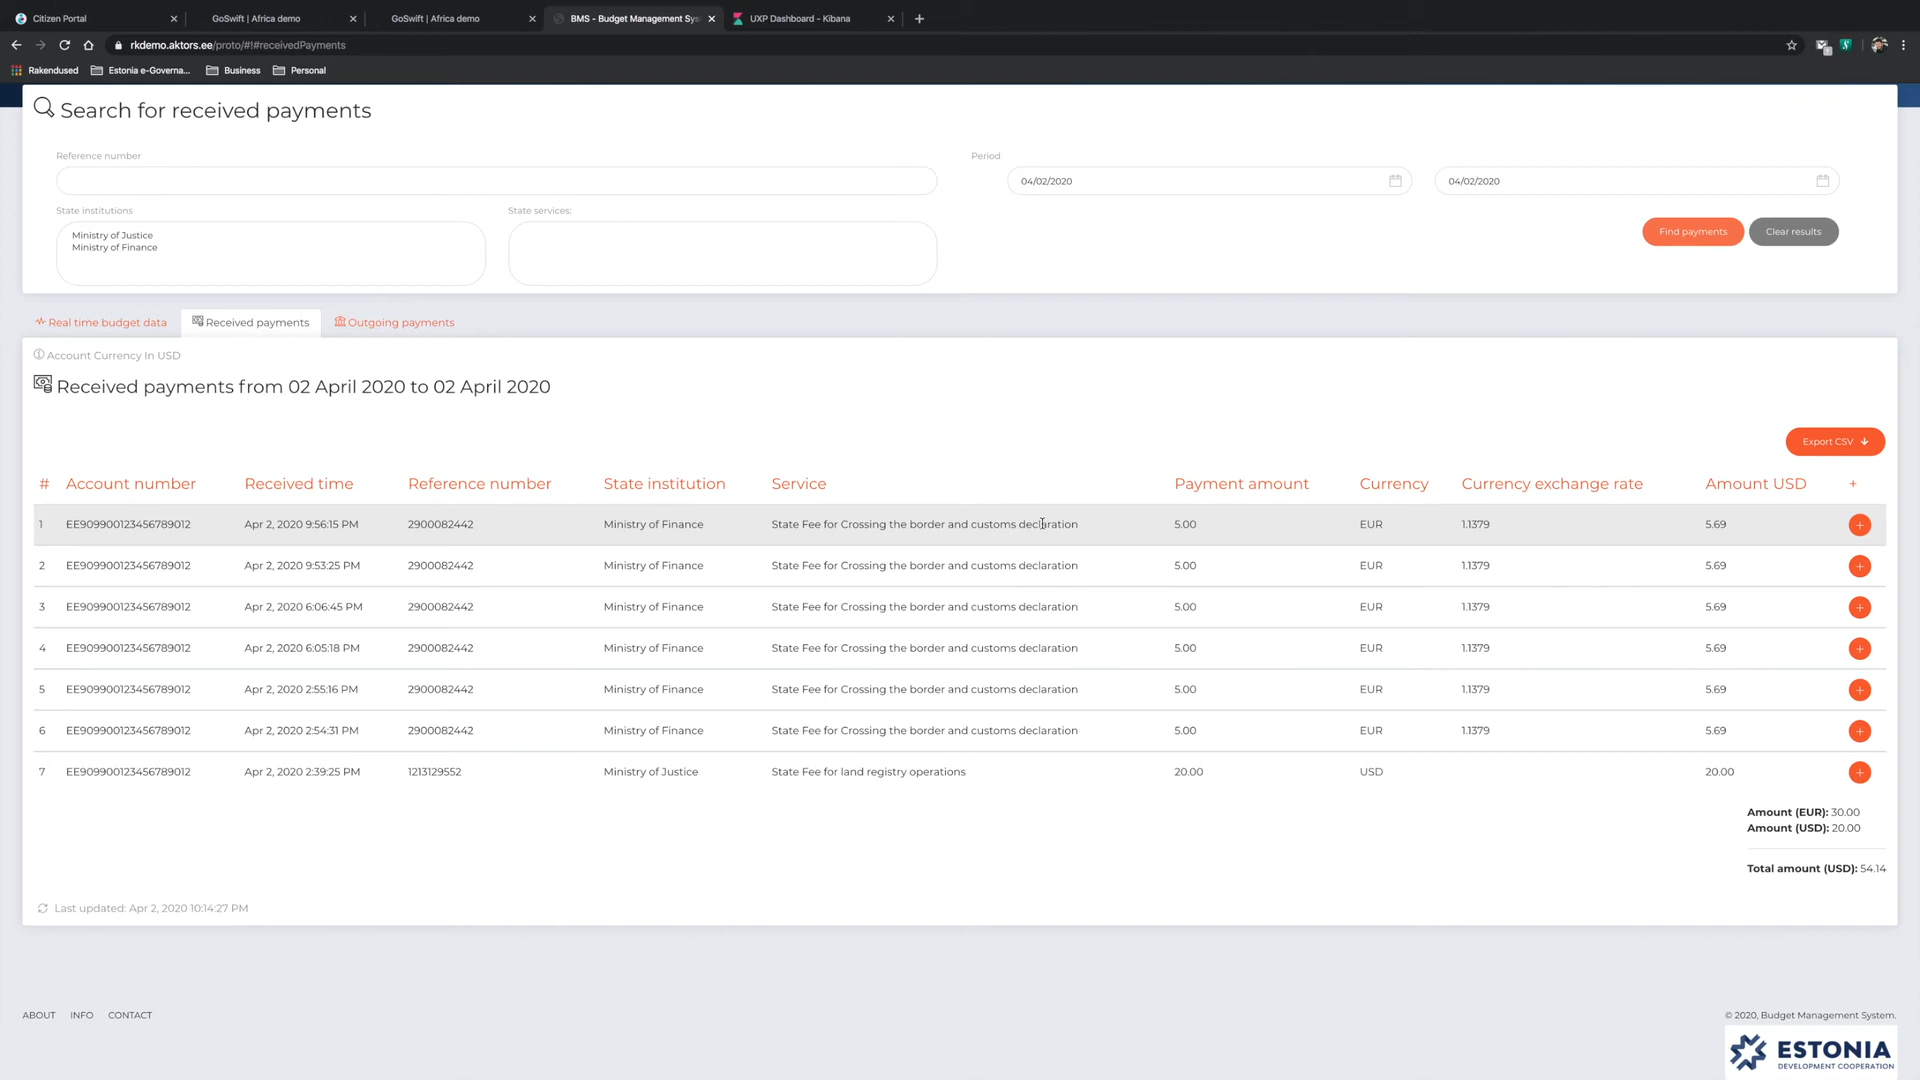 Citizen Portal
GoSwift | Africa demo
GoSwift | Africa demo
BMS - Budget Management Sys
UXP Dashboard - Kibana
rkdemo.aktors.ee/proto/#!#receivedPayments
Rakendused
Estonia e-Governa...
Business
Personal
Search for received payments
Reference number
Period
04/02/2020
04/02/2020
State institutions
State services:
Ministry of Justice
Ministry of Finance
Find payments
Clear results
Real time budget data
Received payments
Outgoing payments
Account Currency In USD
Received payments from 02 April 2020 to 02 April 2020
Export CSV
# Account number Received time Reference number State institution Service Payment amount Currency Currency exchange rate Amount USD +
1 EE909900123456789012 Apr 2, 2020 9:56:15 PM 2900082442 Ministry of Finance State Fee for Crossing the border and customs declaration 5.00 EUR 1.1379 5.69 +
2 EE909900123456789012 Apr 2, 2020 9:53:25 PM 2900082442 Ministry of Finance State Fee for Crossing the border and customs declaration 5.00 EUR 1.1379 5.69 +
3 EE909900123456789012 Apr 2, 2020 6:06:45 PM 2900082442 Ministry of Finance State Fee for Crossing the border and customs declaration 5.00 EUR 1.1379 5.69 +
4 EE909900123456789012 Apr 2, 2020 6:05:18 PM 2900082442 Ministry of Finance State Fee for Crossing the border and customs declaration 5.00 EUR 1.1379 5.69 +
5 EE909900123456789012 Apr 2, 2020 2:55:16 PM 2900082442 Ministry of Finance State Fee for Crossing the border and customs declaration 5.00 EUR 1.1379 5.69 +
6 EE909900123456789012 Apr 2, 2020 2:54:31 PM 2900082442 Ministry of Finance State Fee for Crossing the border and customs declaration 5.00 EUR 1.1379 5.69 +
7 EE909900123456789012 Apr 2, 2020 2:39:25 PM 1213129552 Ministry of Justice State Fee for land registry operations 20.00 USD 20.00 +
Amount (EUR): 30.00
Amount (USD): 20.00
Total amount (USD): 54.14
Last updated: Apr 2, 2020 10:14:27 PM
ABOUT INFO CONTACT
© 2020, Budget Management System.
ESTONIA
DEVELOPMENT COOPERATION